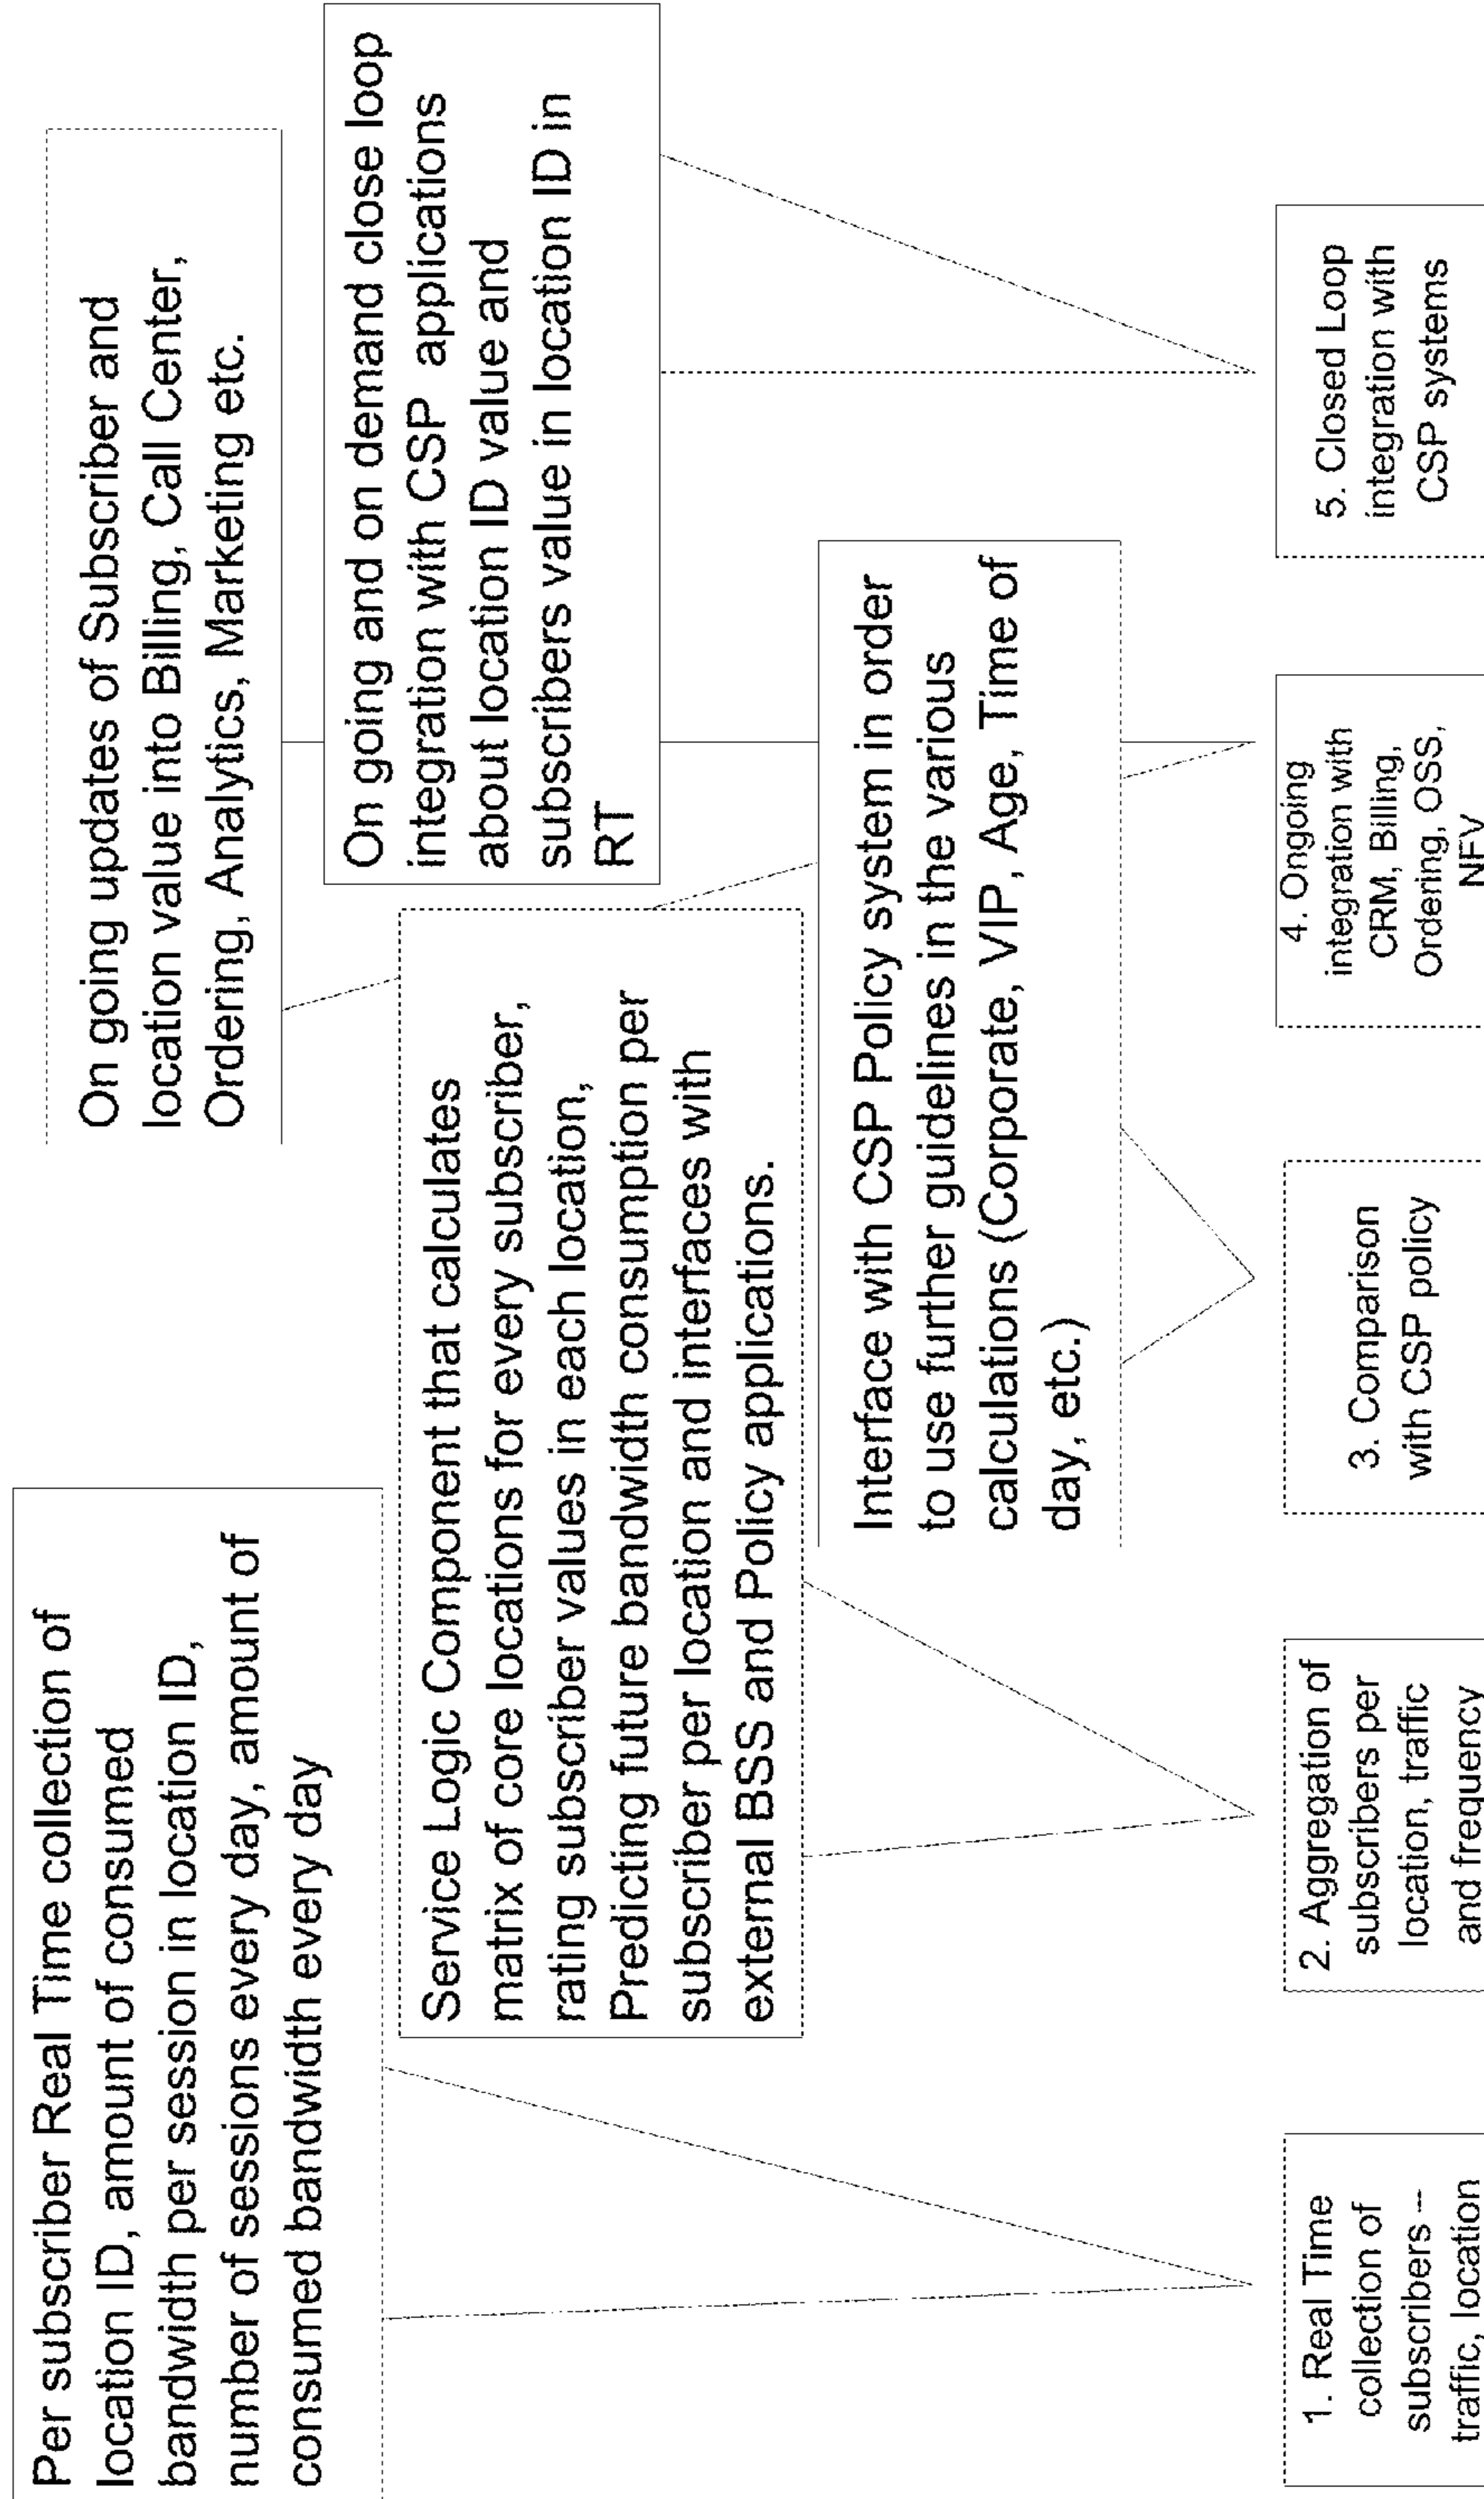 Per subscriber Real Time collection of
location ID, amount of consumed
bandwidth per session in location ID,
number of sessions every day, amount of
consumed bandwidth every day
On going updates of Subscriber and
location value into Billing, Call Center,
Ordering, Analytics, Marketing etc.
Service Logic Component that calculates
matrix of core locations for every subscriber,
rating subscriber values in each location,
Predicting future bandwidth consumption per
subscriber per location and interfaces with
external BSS and Policy applications.
On going and on demand close loop
integration with CSP applications
about location ID value and
subscribers value in location ID in
RT
Interface with CSP Policy system in order
to use further guidelines in the various
calculations (Corporate, VIP, Age, Time of
day, etc.)
1. Real Time
collection of
subscribers --
traffic, location
2. Aggregation of
subscribers per
location, traffic
and frequency
3. Comparison
with CSP policy
4. Ongoing
integration with
CRM, Billing,
Ordering, OSS,
NFV
5. Closed Loop
integration with
CSP systems